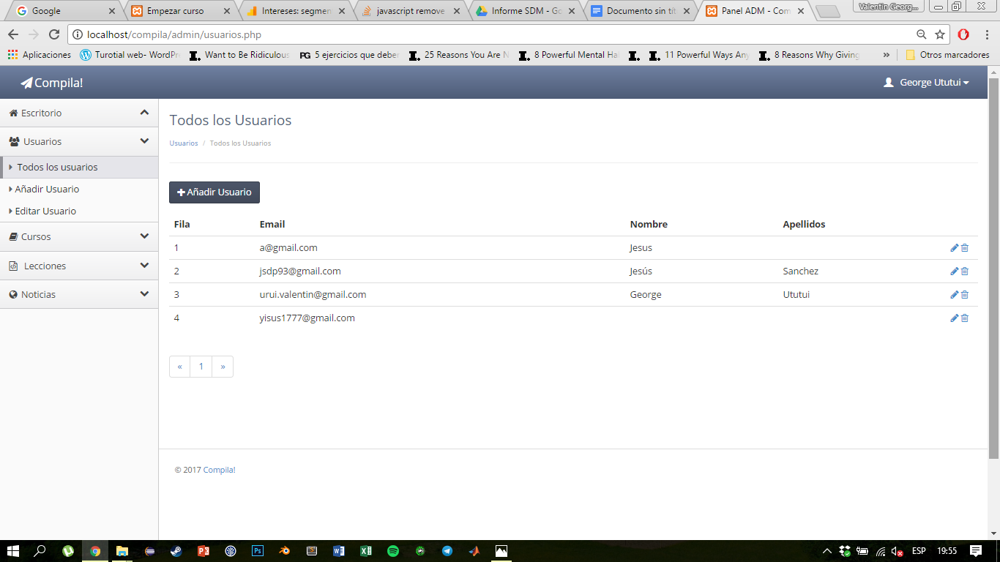 Google Empezar curso Intereses: segmen javascript remove Informe SDM - Go Documento sin tít Panel ADM - Com Valentin Georg...
localhost/compila/admin/usuarios.php
Aplicaciones Turotial web- WordPr Want to Be Ridiculous 5 ejercicios que deber 25 Reasons You Are N 8 Powerful Mental Ha 11 Powerful Ways Any 8 Reasons Why Giving » Otros marcadores
Compila! George Ututui
Escritorio
Usuarios
Todos los usuarios
Añadir Usuario
Editar Usuario
Cursos
Lecciones
Noticias
Todos los Usuarios
Usuarios / Todos los Usuarios
+ Añadir Usuario
Fila Email Nombre Apellidos
1 a@gmail.com Jesus
2 jsdp93@gmail.com Jesús Sanchez
3 urui.valentin@gmail.com George Ututui
4 yisus1777@gmail.com
« 1 »
© 2017 Compila!
ESP 19:55